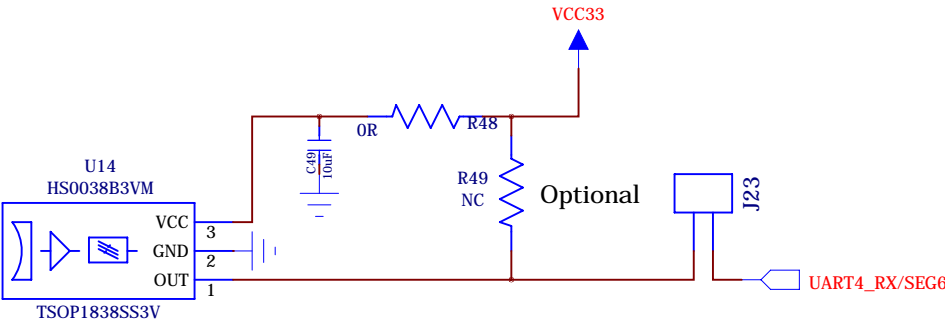 VCC33
0R
R48
C49
10uF
U14
HS0038B3VM
R49
NC
Optional
J23
VCC
3
GND
2
OUT
1
UART4_RX/SEG6
TSOP1838SS3V